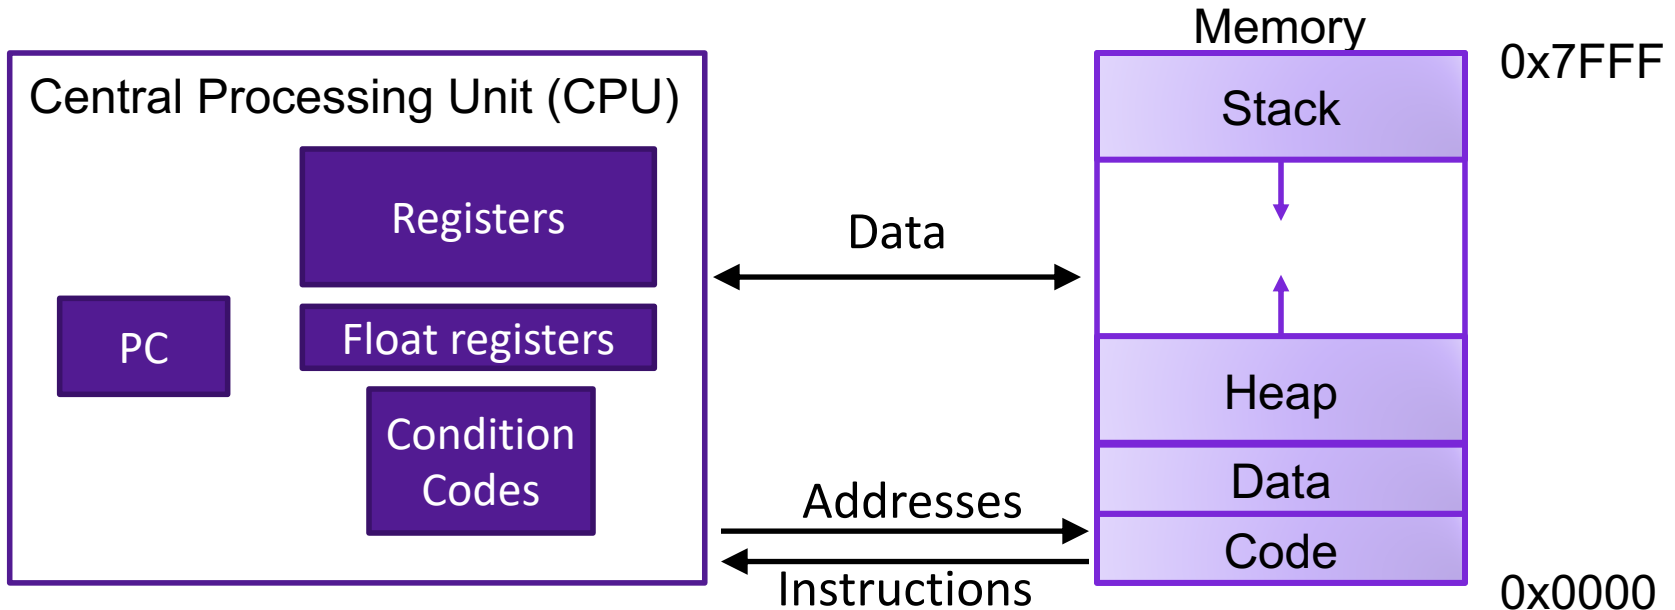 Central Processing Unit (CPU)
Registers
PC
Float registers
Condition
Codes
Data
Addresses
Instructions
Memory
0x7FFF
Stack
Heap
Data
Code
0x0000